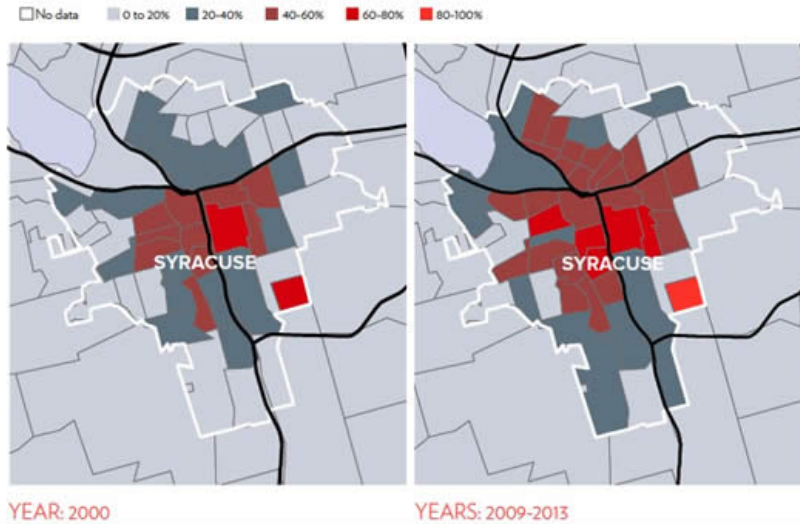 No data 0 to 20% 20-40% 40-60% 60-80% 80-100%
SYRACUSE SYRACUSE
YEAR: 2000 YEARS: 2009-2013